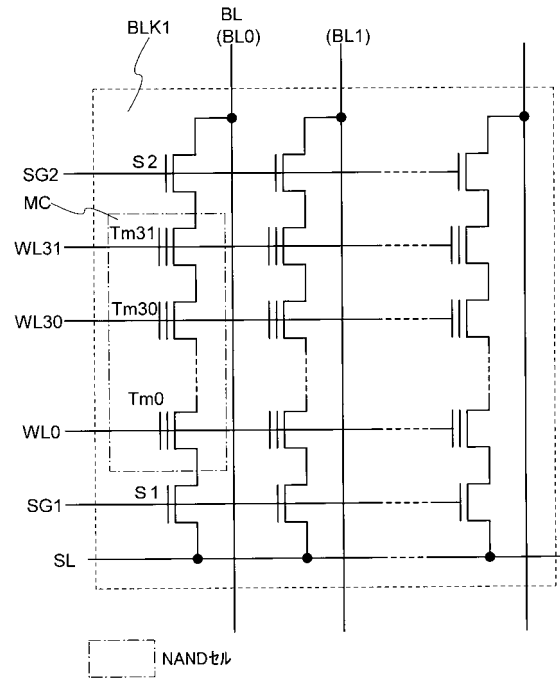 BLK1
BL
(BL0)
(BL1)
SG2
S2
MC
Tm31
WL31
Tm30
WL30
Tm0
WL0
S1
SG1
SL
NANDセル